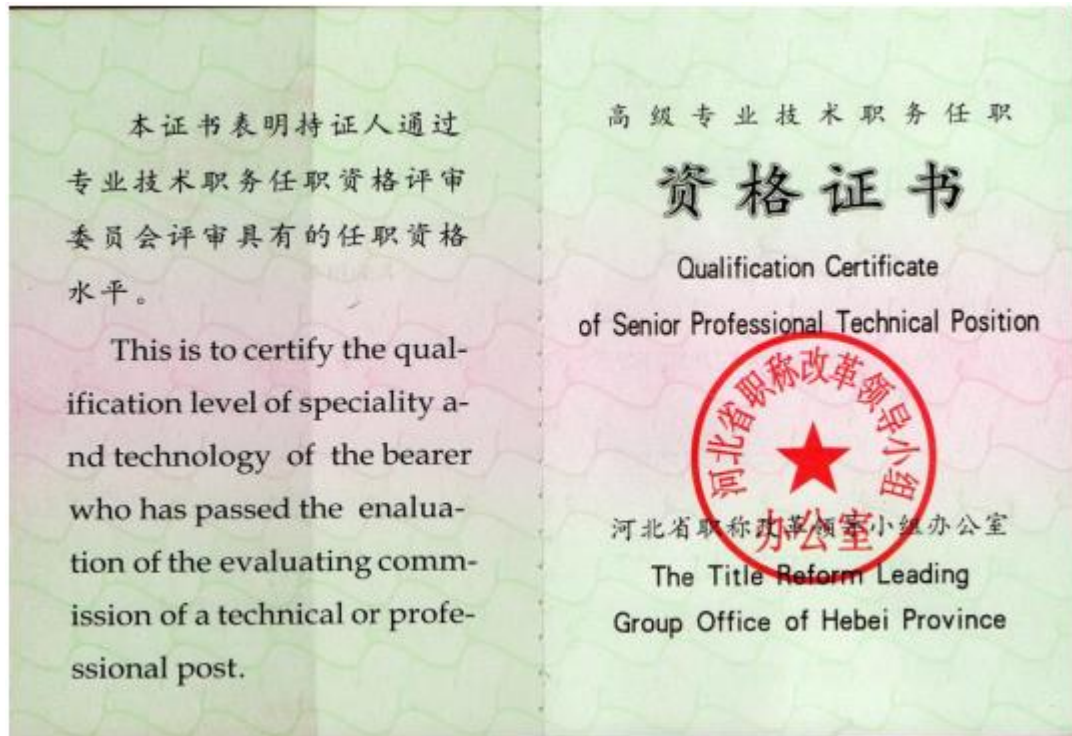 本证书表明持证人通过
专业技术职务任职资格评审
委员会评审具有的任职资格
水平。
This is to certify the qual-
ification level of speciality a-
nd technology of the bearer
who has passed the enalua-
tion of the evaluating comm-
ission of a technical or profe-
ssional post.
高级专业技术职务任职
资格证书
Qualification Certificate
of Senior Professional Technical Position
河北省职称改革领导小组
办公室
河北省职称改革领导小组办公室
The Title Reform Leading
Group Office of Hebei Province